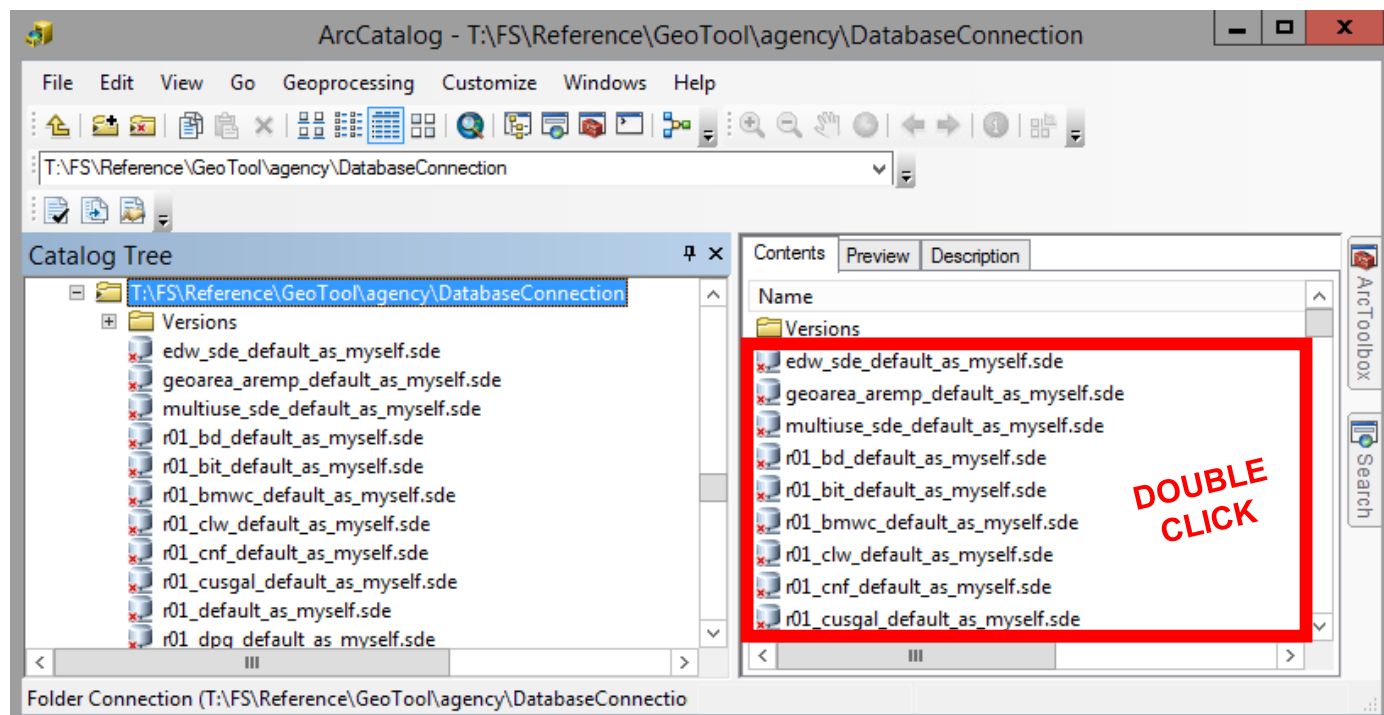 ArcCatalog - T:\FS\Reference\GeoTool\agency\DatabaseConnection
File Edit View Go Geoprocessing Customize Windows Help
T:\FS\Reference\GeoTool\agency\DatabaseConnection
Catalog Tree
T:\FS\Reference\GeoTool\agency\DatabaseConnection
Versions
edw_sde_default_as_myself.sde
geoarea_aremp_default_as_myself.sde
multiuse_sde_default_as_myself.sde
r01_bd_default_as_myself.sde
r01_bit_default_as_myself.sde
r01_bmwc_default_as_myself.sde
r01_clw_default_as_myself.sde
r01_cnf_default_as_myself.sde
r01_cusgal_default_as_myself.sde
r01_default_as_myself.sde
r01_dpg_default_as_myself.sde
Contents Preview Description
Name
Versions
edw_sde_default_as_myself.sde
geoarea_aremp_default_as_myself.sde
multiuse_sde_default_as_myself.sde
r01_bd_default_as_myself.sde
r01_bit_default_as_myself.sde
r01_bmwc_default_as_myself.sde
r01_clw_default_as_myself.sde
r01_cnf_default_as_myself.sde
r01_cusgal_default_as_myself.sde
DOUBLE
CLICK
ArcToolbox
Search
Folder Connection (T:\FS\Reference\GeoTool\agency\DatabaseConnectio